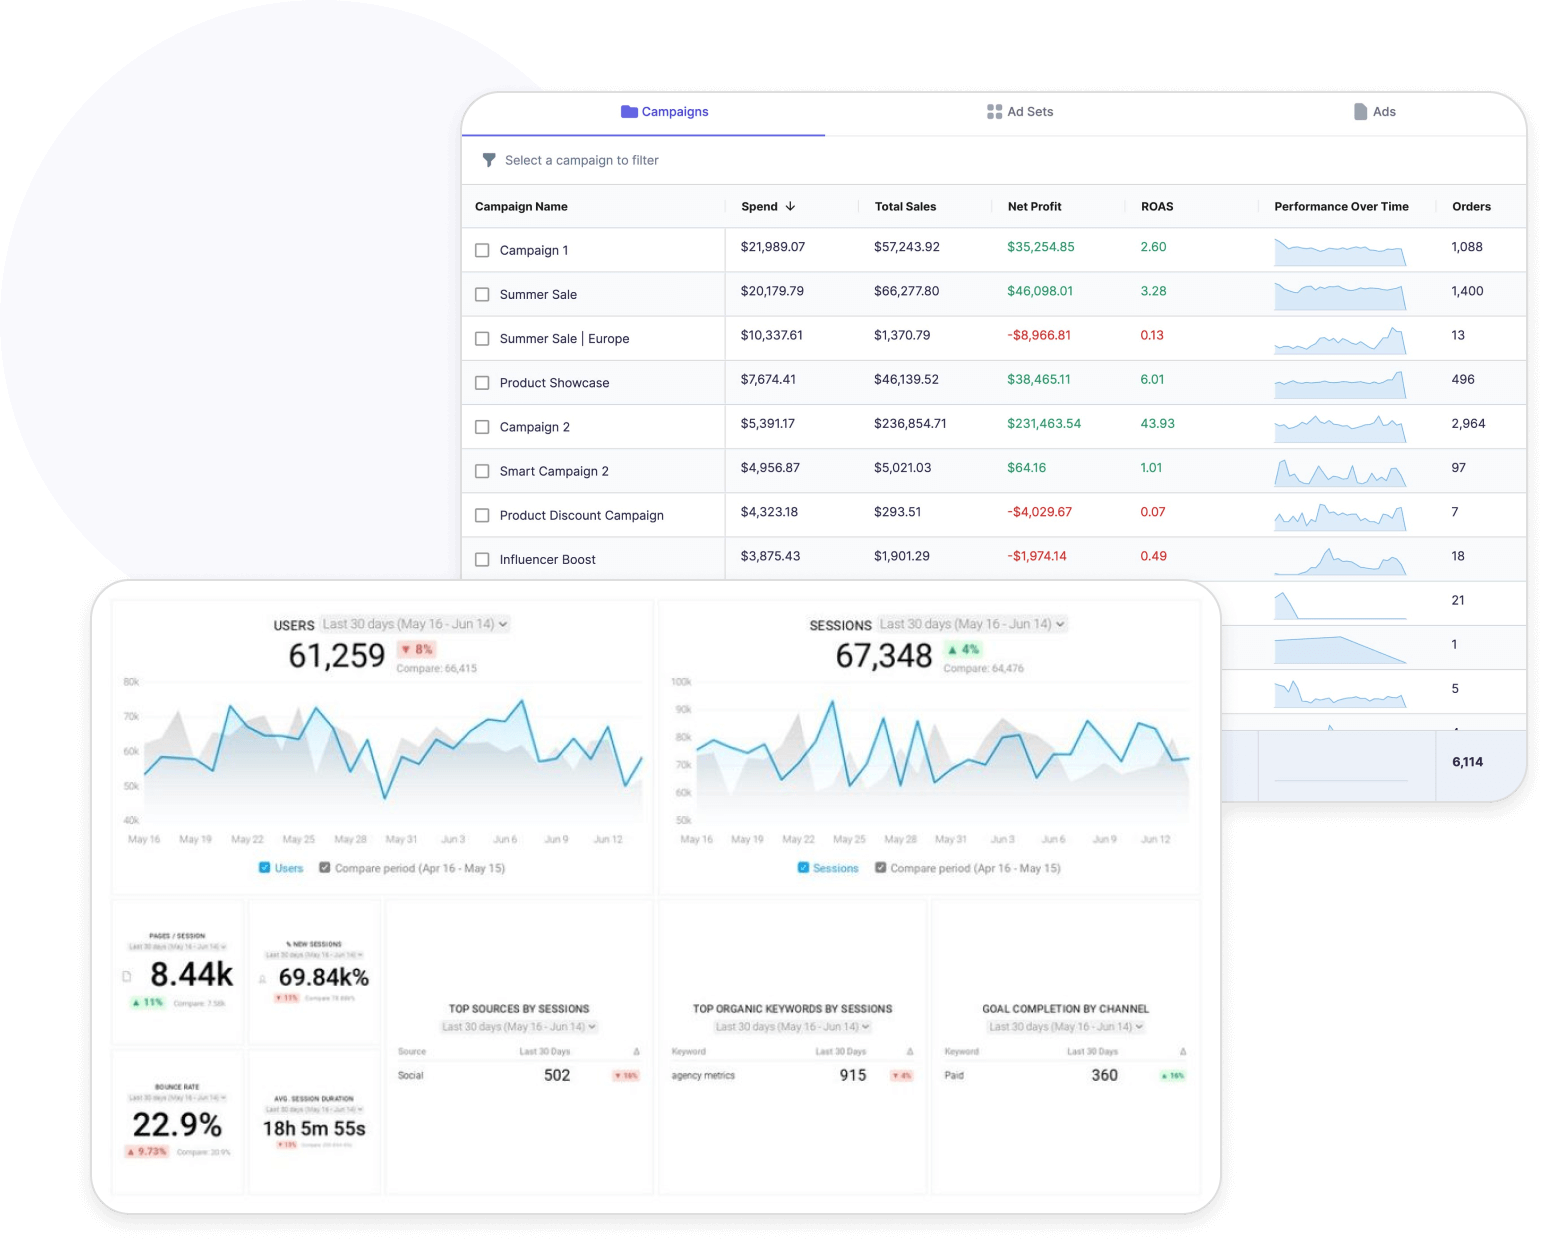 Campaigns Ad Sets Ads
Select a campaign to filter
Campaign Name Spend ↓ Total Sales Net Profit ROAS Performance Over Time Orders
Campaign 1 $21,989.07 $57,243.92 $35,254.85 2.60 1,088
Summer Sale $20,179.79 $66,277.80 $46,098.01 3.28 1,400
Summer Sale | Europe $10,337.61 $1,370.79 -$8,966.81 0.13 13
Product Showcase $7,674.41 $46,139.52 $38,465.11 6.01 496
Campaign 2 $5,391.17 $236,854.71 $231,463.54 43.93 2,964
Smart Campaign 2 $4,956.87 $5,021.03 $64.16 1.01 97
Product Discount Campaign $4,323.18 $293.51 -$4,029.67 0.07 7
Influencer Boost $3,875.43 $1,901.29 -$1,974.14 0.49 18
21
1
5
6,114
USERS Last 30 days (May 16 - Jun 14)
61,259 ▼ 8%
Compare: 66,415
80k
70k
60k
50k
40k
May 16 May 19 May 22 May 25 May 28 May 31 Jun 3 Jun 6 Jun 9 Jun 12
Users Compare period (Apr 16 - May 15)
SESSIONS Last 30 days (May 16 - Jun 14)
67,348 ▲ 4%
Compare: 64,476
100k
90k
80k
70k
60k
50k
May 16 May 19 May 22 May 25 May 28 May 31 Jun 3 Jun 6 Jun 9 Jun 12
Sessions Compare period (Apr 16 - May 15)
PAGES / SESSION
Last 30 days (May 16 - Jun 14)
8.44k
▲ 11% Compare: 7.58k
% NEW SESSIONS
Last 30 days (May 16 - Jun 14)
69.84k%
▼ 11% Compare
BOUNCE RATE
Last 30 days (May 16 - Jun 14)
22.9%
▲ 9.73% Compare: 20.9%
AVG. SESSION DURATION
Last 30 days (May 16 - Jun 14)
18h 5m 55s
▼ 13%
TOP SOURCES BY SESSIONS
Last 30 days (May 16 - Jun 14)
Source Last 30 Days Δ
Social 502 ▼ 18%
TOP ORGANIC KEYWORDS BY SESSIONS
Last 30 days (May 16 - Jun 14)
Keyword Last 30 Days Δ
agency metrics 915 ▼ 4%
GOAL COMPLETION BY CHANNEL
Last 30 days (May 16 - Jun 14)
Keyword Last 30 Days Δ
Paid 360 ▲ 16%